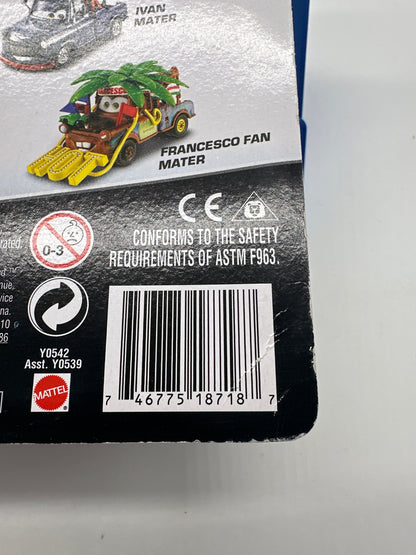 IVAN
MATER
FRANCESCO FAN
MATER
CE
CONFORMS TO THE SAFETY
REQUIREMENTS OF ASTM F963.
0-3
Y0542
Asst. Y0539
MATTEL
7 46775 18718 7